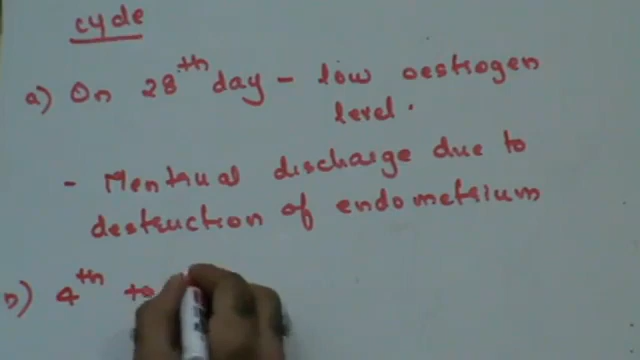 cycle
a) On 28th day - low oestrogen
level.
- Mentrual discharge due to
destruction of endometrium
b) 4th to